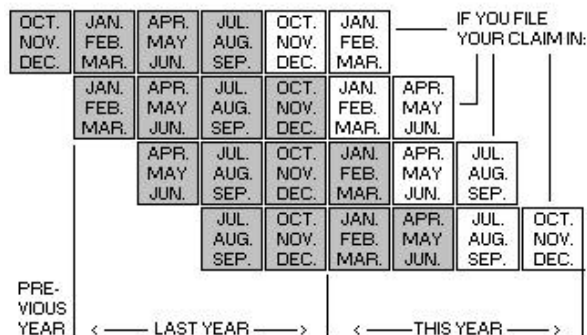 OCT. JAN. APR. JUL. OCT. JAN. IF YOU FILE
NOV. FEB. MAY AUG. NOV. FEB. YOUR CLAIM IN:
DEC. MAR. JUN. SEP. DEC. MAR.
JAN. APR. JUL. OCT. JAN. APR.
FEB. MAY AUG. NOV. FEB. MAY
MAR. JUN. SEP. DEC. MAR. JUN.
APR. JUL. OCT. JAN. APR. JUL.
MAY AUG. NOV. FEB. MAY AUG.
JUN. SEP. DEC. MAR. JUN. SEP.
JUL. OCT. JAN. APR. JUL. OCT.
AUG. NOV. FEB. MAY AUG. NOV.
SEP. DEC. MAR. JUN. SEP. DEC.
PRE-
VIOUS
YEAR LAST YEAR THIS YEAR